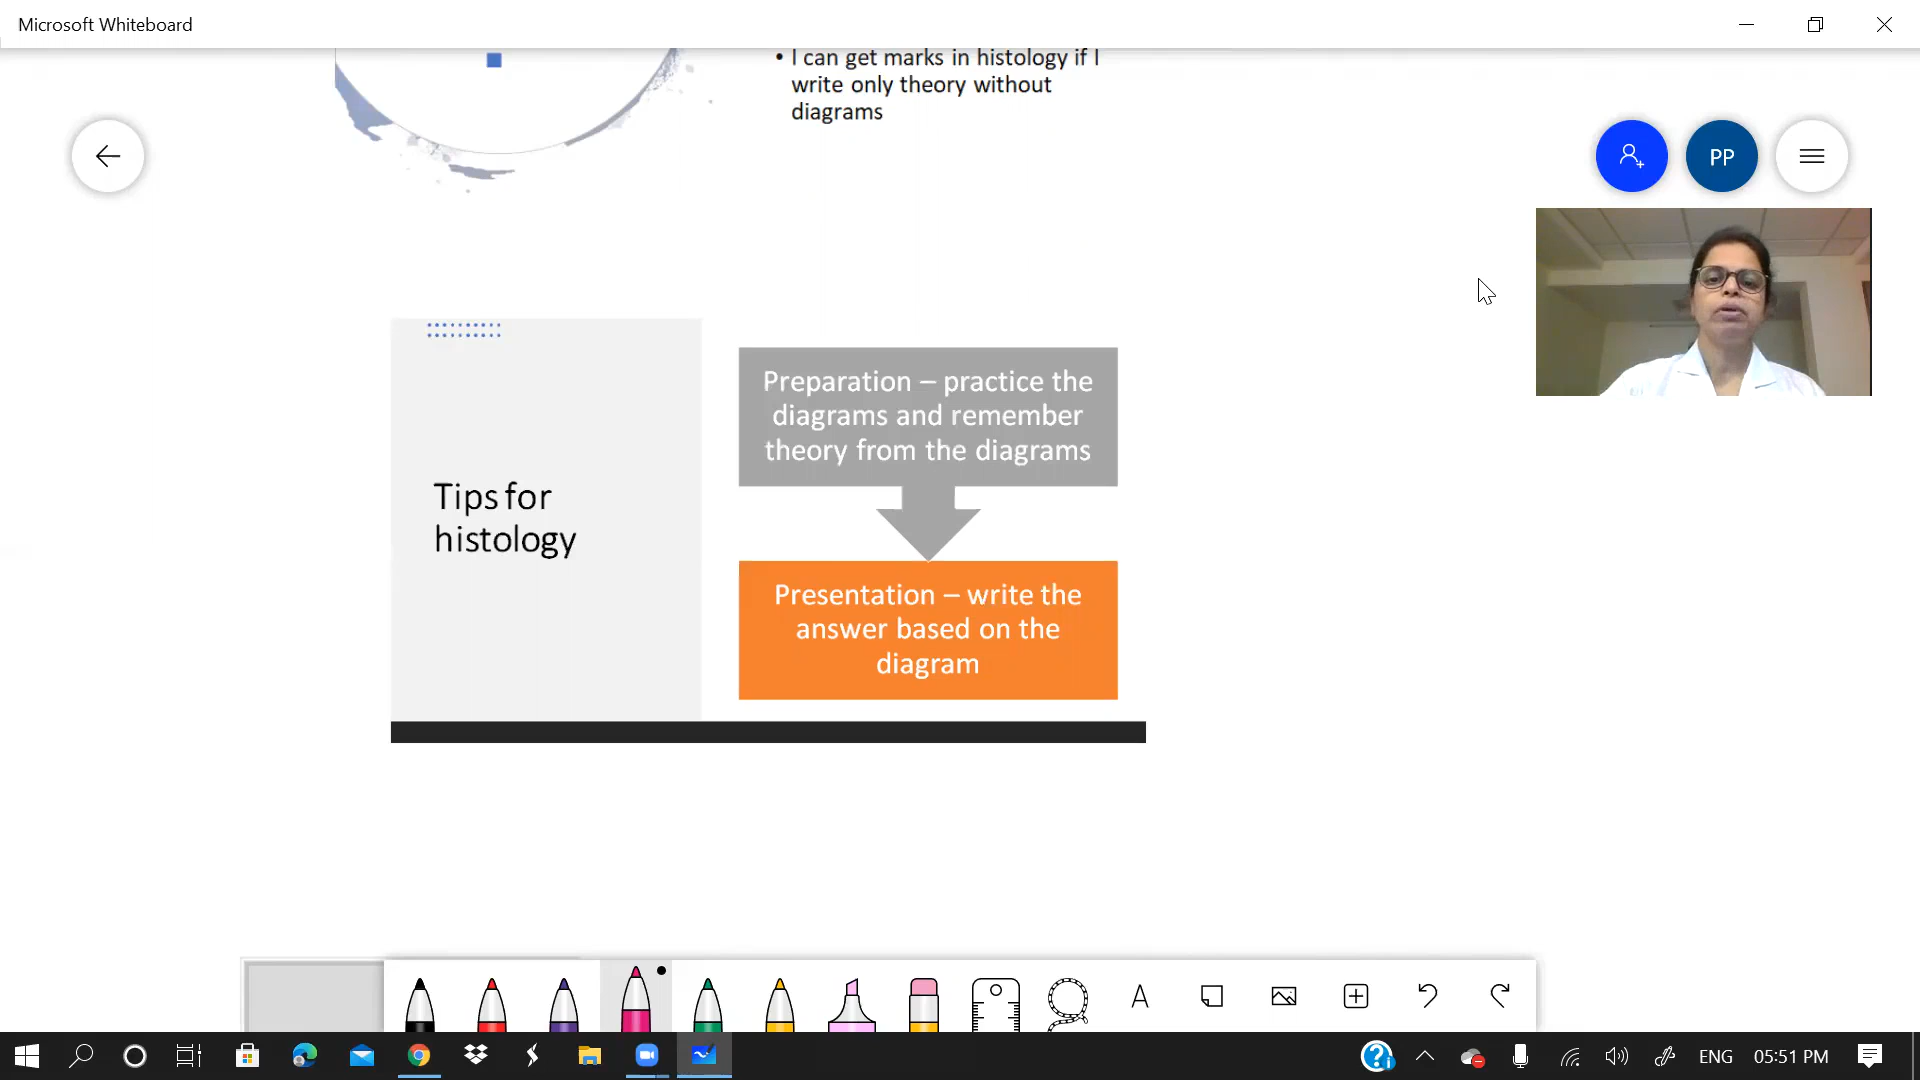 Microsoft Whiteboard
• I can get marks in histology if I
write only theory without
diagrams
PP
Tips for
histology
Preparation – practice the
diagrams and remember
theory from the diagrams
Presentation – write the
answer based on the
diagram
A
ENG
05:51 PM